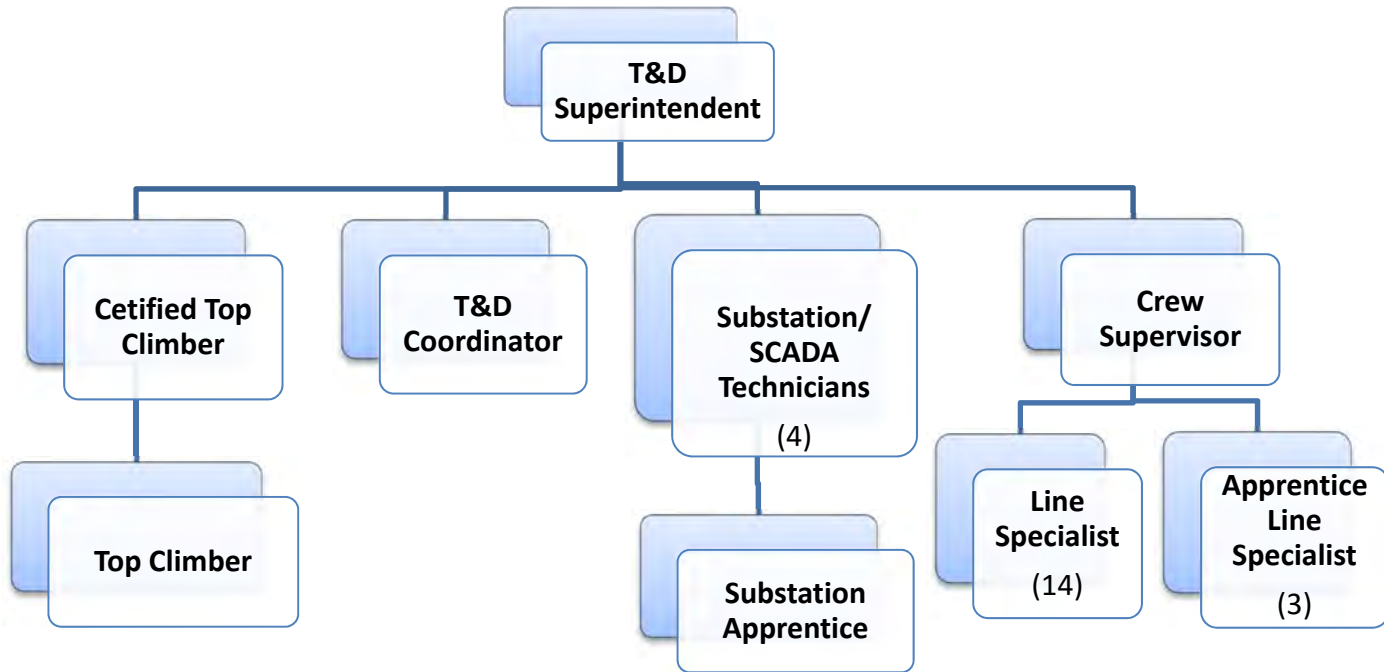 T&D
Superintendent
Cetified Top
Climber
T&D
Coordinator
Substation/
SCADA
Technicians
(4)
Crew
Supervisor
Top Climber
Substation
Apprentice
Line
Specialist
(14)
Apprentice
Line
Specialist
(3)